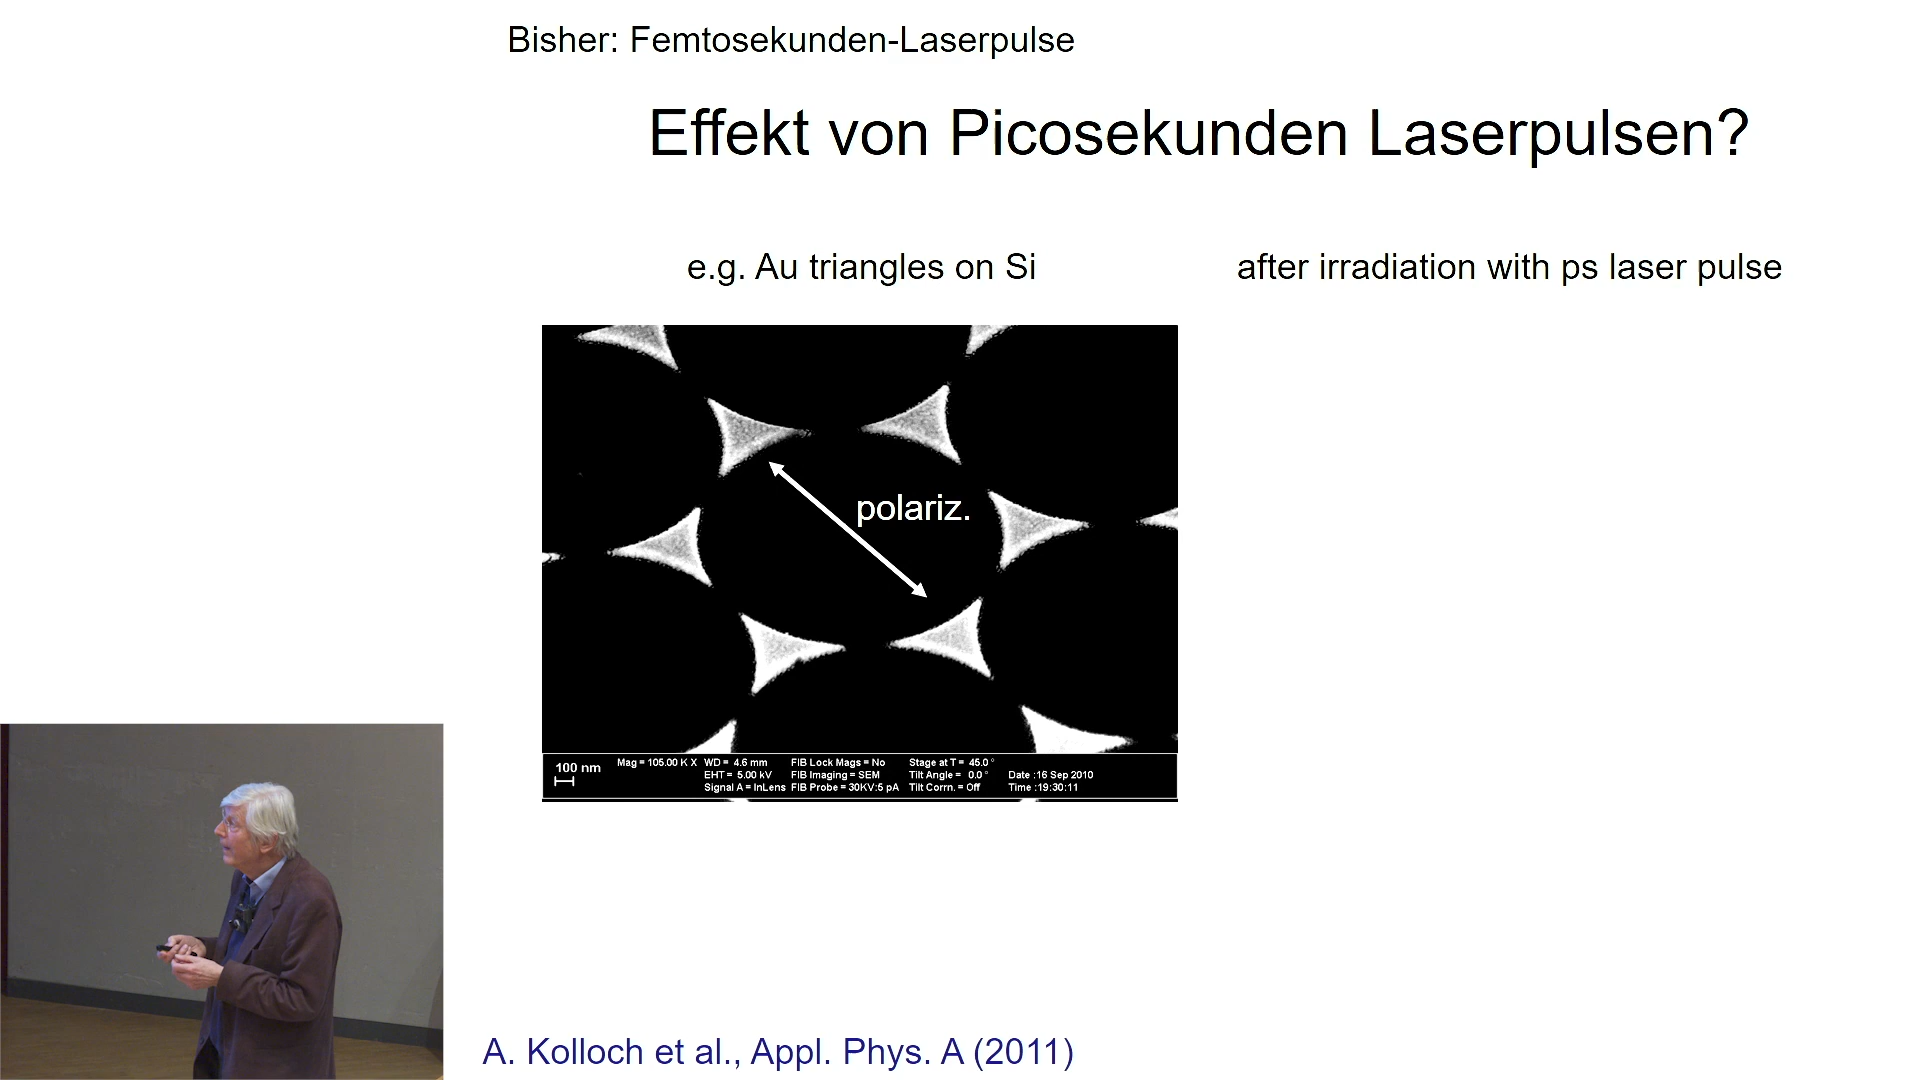 Bisher: Femtosekunden-Laserpulse
Effekt von Picosekunden Laserpulsen?
e.g. Au triangles on Si
after irradiation with ps laser pulse
polariz.
100 nm
Mag = 105.00 K X
WD = 4.6 mm
EHT = 5.00 kV
Signal A = InLens
FIB Lock Mags = No
FIB Imaging = SEM
FIB Probe = 30KV:5 pA
Stage at T = 45.0 °
Tilt Angle = 0.0 °
Tilt Corrn. = Off
Date :16 Sep 2010
Time :19:30:11
A. Kolloch et al., Appl. Phys. A (2011)